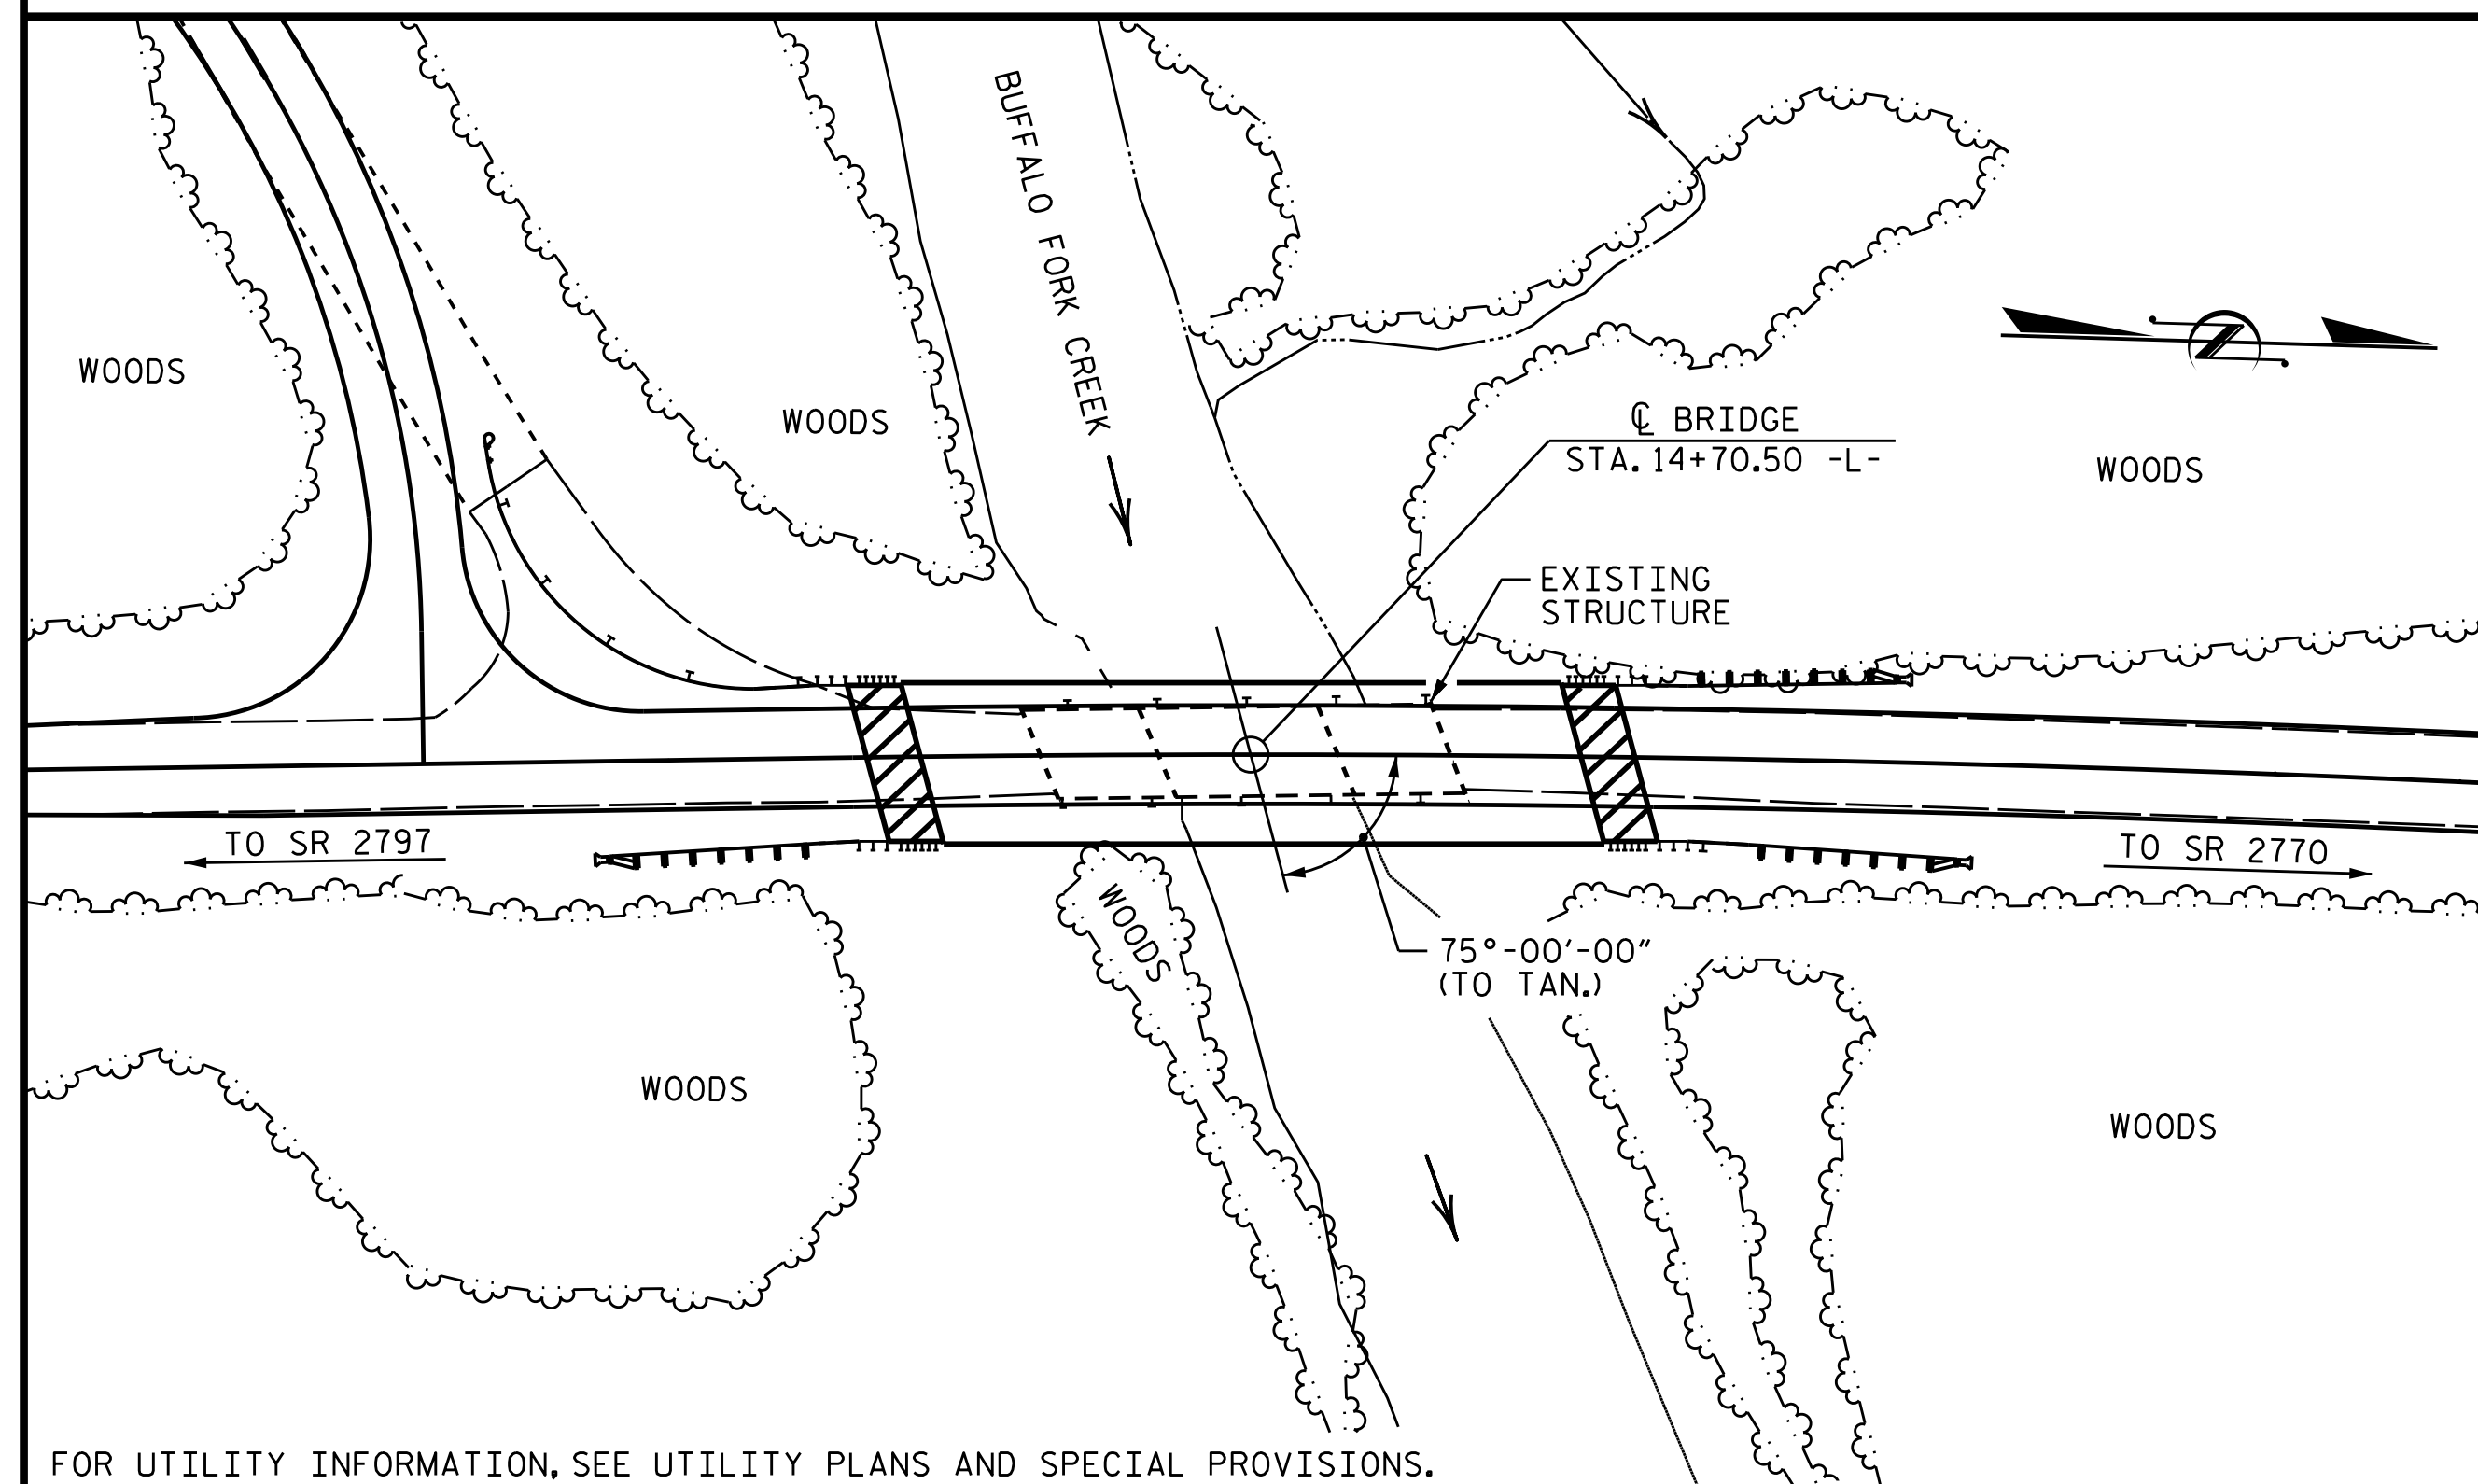 BUFFALO FORK CREEK
WOODS
WOODS
℄ BRIDGE
STA. 14+70.50 -L-
WOODS
EXISTING
STRUCTURE
TO SR 2797
TO SR 2770
WOODS
75°-00'-00"
(TO TAN.)
WOODS
WOODS
FOR UTILITY INFORMATION, SEE UTILITY PLANS AND SPECIAL PROVISIONS.